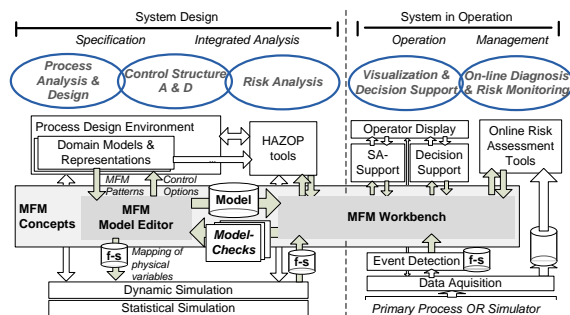 System Design
System in Operation
Specification
Integrated Analysis
Operation
Management
Process
Analysis &
Design
Control Structure
A & D
Risk Analysis
Visualization &
Decision Support
On-line Diagnosis
& Risk Monitoring
Process Design Environment
Domain Models &
Representations
HAZOP
tools
Operator Display
SA-
Support
Decision
Support
Online Risk
Assessment
Tools
MFM
Patterns
Control
Options
MFM
Concepts
MFM
Model Editor
Model
Model-
Checks
MFM Workbench
f-s
Mapping of
physical
variables
f-s
Event Detection
f-s
Data Aquisition
Dynamic Simulation
Statistical Simulation
Primary Process OR Simulator